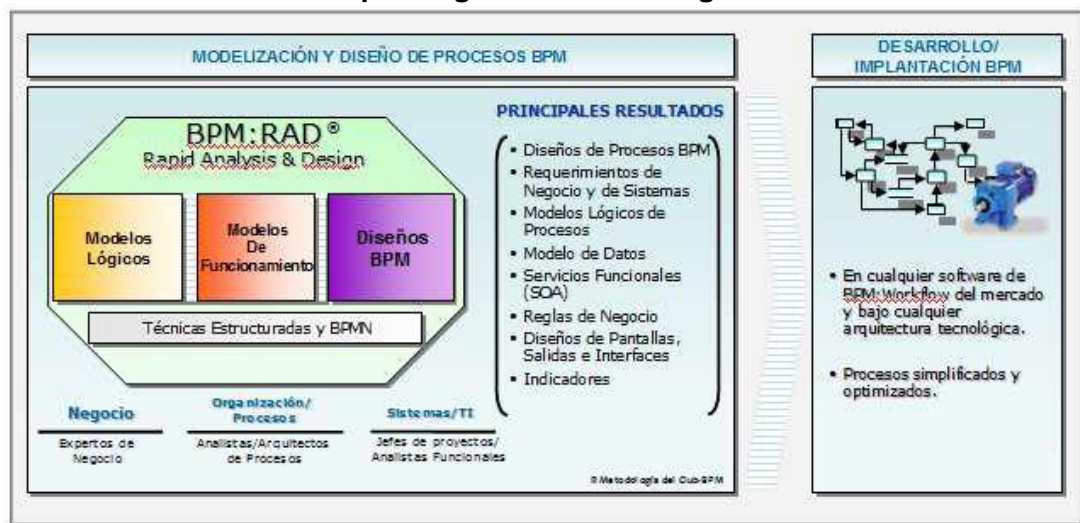 MODELIZACIÓN Y DISEÑO DE PROCESOS BPM
BPM:RAD®
Rapid Analysis & Design
Modelos
Lógicos
Modelos
De
Funcionamiento
Diseños
BPM
Técnicas Estructuradas y BPMN
Negocio
Expertos de
Negocio
Organización/
Procesos
Analistas/Arquitectos
de Procesos
Sistemas/TI
Jefes de proyectos/
Analistas Funcionales
PRINCIPALES RESULTADOS
• Diseños de Procesos BPM
• Requerimientos de
Negocio y de Sistemas
• Modelos Lógicos de
Procesos
• Modelo de Datos
• Servicios Funcionales
(SOA)
• Reglas de Negocio
• Diseños de Pantallas,
Salidas e Interfaces
• Indicadores
Metodología del Club-BPM
DESARROLLO/
IMPLANTACIÓN BPM
• En cualquier software de
BPM:Workflow del mercado
y bajo cualquier
arquitectura tecnológica.
• Procesos simplificados y
optimizados.